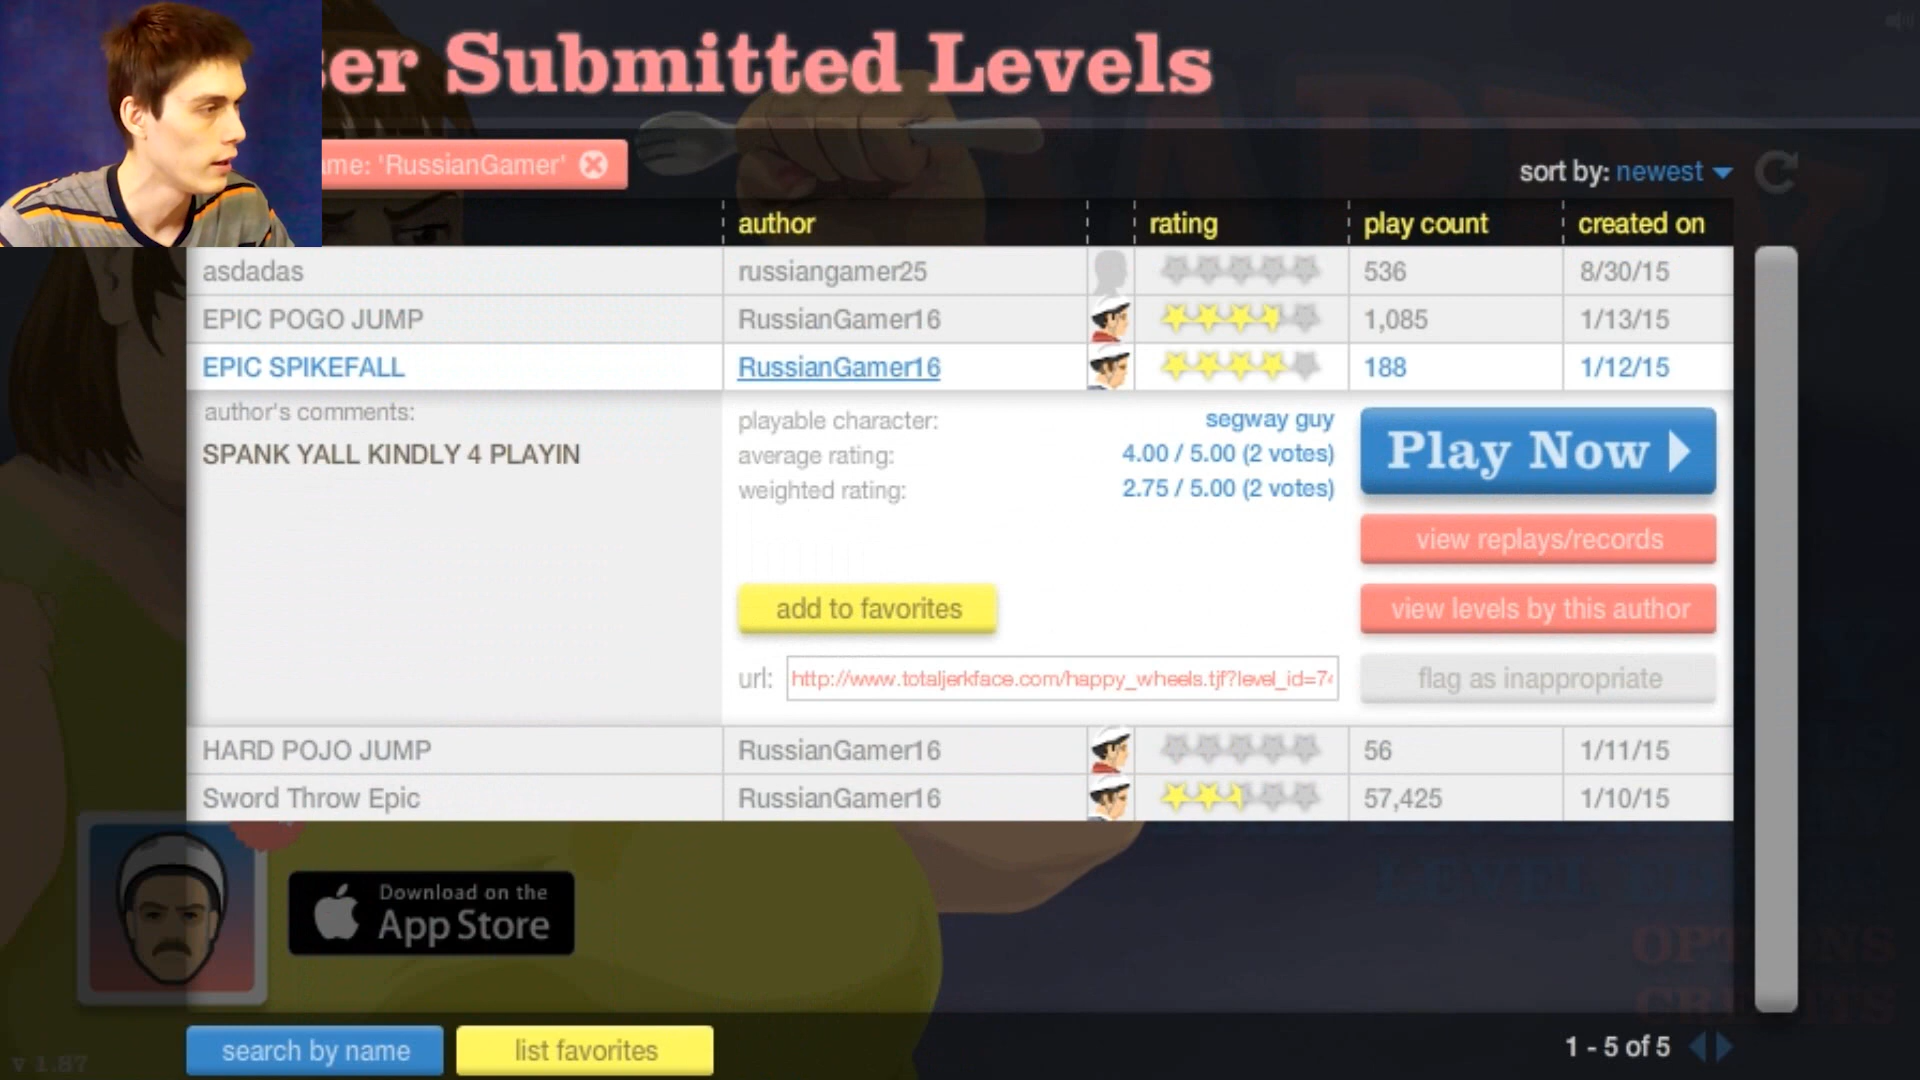 ser Submitted Levels
me: 'RussianGamer'
sort by: newest
author rating play count created on
asdadas russiangamer25 536 8/30/15
EPIC POGO JUMP RussianGamer16 1,085 1/13/15
EPIC SPIKEFALL RussianGamer16 188 1/12/15
author's comments:
SPANK YALL KINDLY 4 PLAYIN
playable character: segway guy
average rating: 4.00 / 5.00 (2 votes)
weighted rating: 2.75 / 5.00 (2 votes)
add to favorites
url: http://www.totaljerkface.com/happy_wheels.tjf?level_id=74
Play Now
view replays/records
view levels by this author
flag as inappropriate
HARD POJO JUMP RussianGamer16 56 1/11/15
Sword Throw Epic RussianGamer16 57,425 1/10/15
Download on the
App Store
OPTIONS
CREDITS
search by name list favorites
1 - 5 of 5
v 1.87